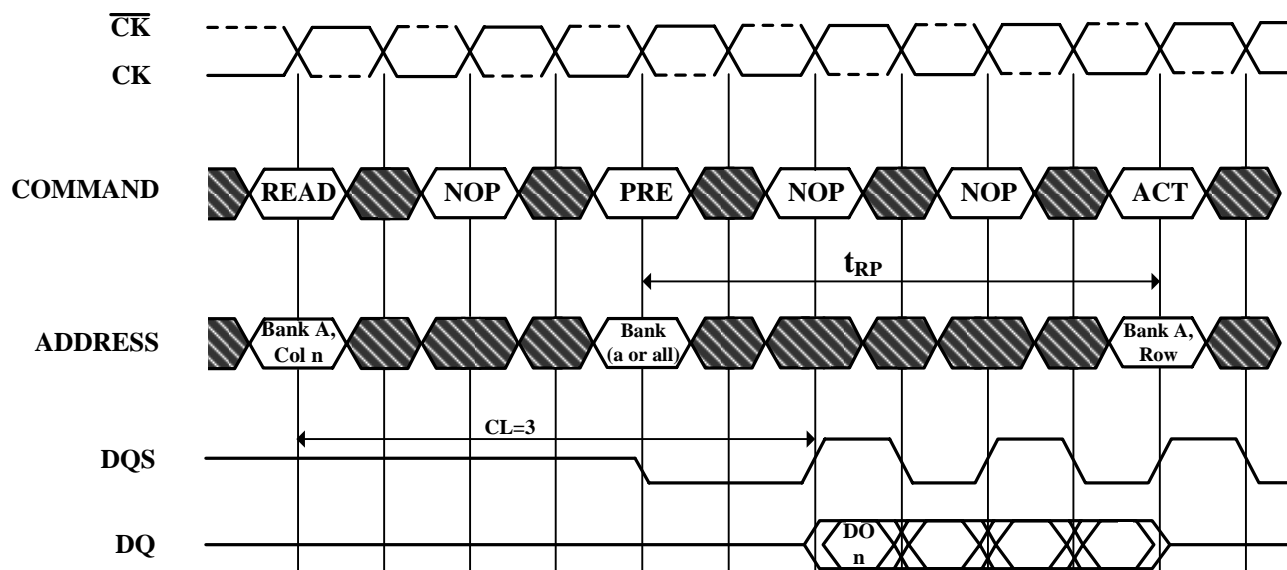 CK
CK
COMMAND READ NOP PRE NOP NOP ACT
tRP
ADDRESS Bank A, Col n Bank (a or all) Bank A, Row
CL=3
DQS
DQ DO n